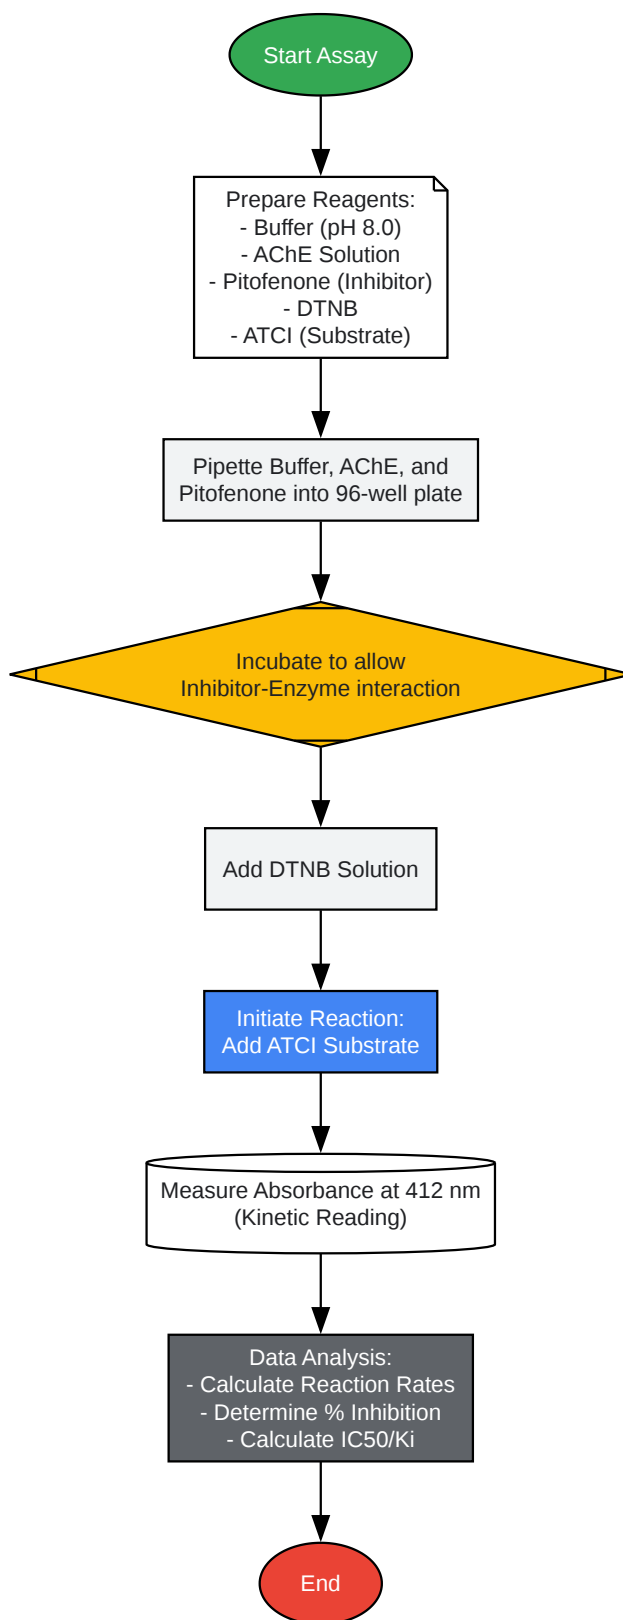 Start Assay
Prepare Reagents:
- Buffer (pH 8.0)
- AChE Solution
- Pitofenone (Inhibitor)
- DTNB
- ATCI (Substrate)
Pipette Buffer, AChE, and
Pitofenone into 96-well plate
Incubate to allow
Inhibitor-Enzyme interaction
Add DTNB Solution
Initiate Reaction:
Add ATCI Substrate
Measure Absorbance at 412 nm
(Kinetic Reading)
Data Analysis:
- Calculate Reaction Rates
- Determine % Inhibition
- Calculate IC50/Ki
End